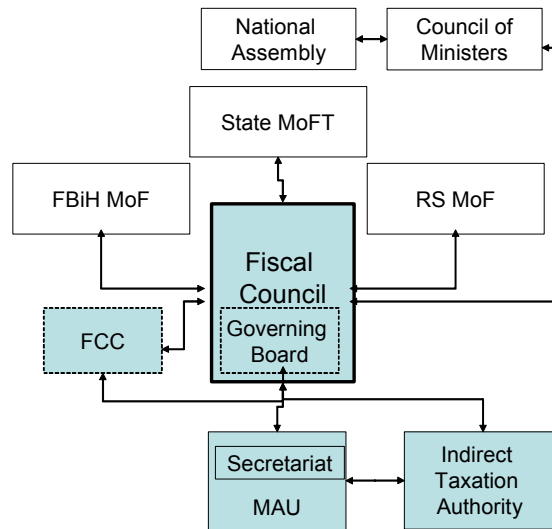 National
Assembly
Council of
Ministers
State MoFT
FBiH MoF
RS MoF
Fiscal
Council
Governing
Board
FCC
Secretariat
MAU
Indirect
Taxation
Authority